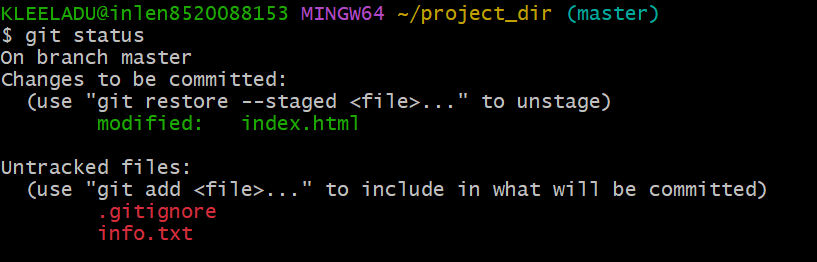 KLEELADU@inlen8520088153 MINGW64 ~/project_dir (master)
$ git status
On branch master
Changes to be committed:
  (use "git restore --staged <file>..." to unstage)
        modified:   index.html

Untracked files:
  (use "git add <file>..." to include in what will be committed)
        .gitignore
        info.txt